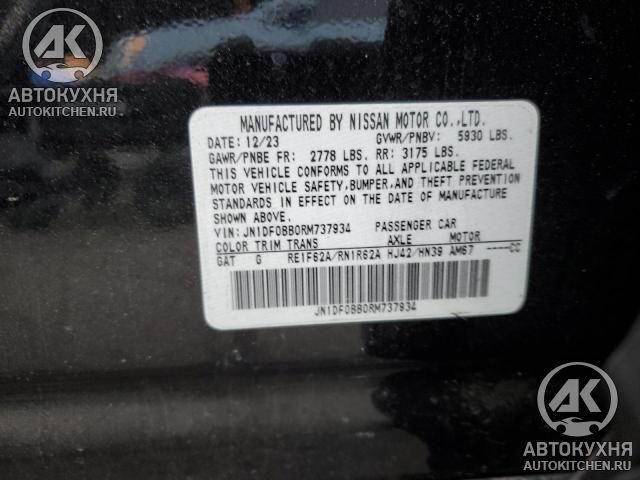 AK
АВТОКУХНЯ
AUTOKITCHEN.RU
MANUFACTURED BY NISSAN MOTOR CO.,LTD.
DATE: 12/23 GVWR/PNBV: 5930 LBS.
GAWR/PNBE FR: 2778 LBS. RR: 3175 LBS.
THIS VEHICLE CONFORMS TO ALL APPLICABLE FEDERAL
MOTOR VEHICLE SAFETY,BUMPER,AND THEFT PREVENTION
STANDARDS IN EFFECT ON THE DATE OF MANUFACTURE
SHOWN ABOVE.
VIN: JN1DF0BB0RM737934 PASSENGER CAR
COLOR TRIM TRANS AXLE MOTOR
GAT G RE1F62A/RN1R62A HJ42/HN39 AM67 -----CC
JN1DF0BB0RM737934
AK
АВТОКУХНЯ
AUTOKITCHEN.RU